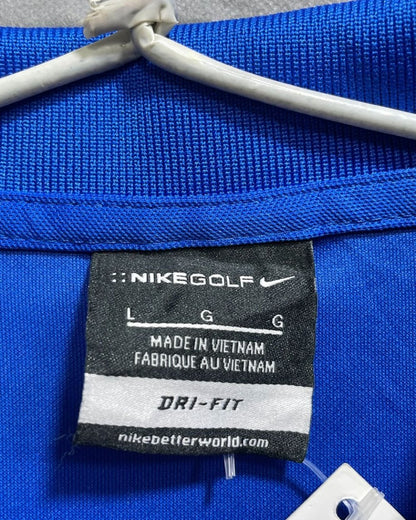 NIKEGOLF
L G G
MADE IN VIETNAM
FABRIQUE AU VIETNAM
DRI-FIT
nikebetterworld.com